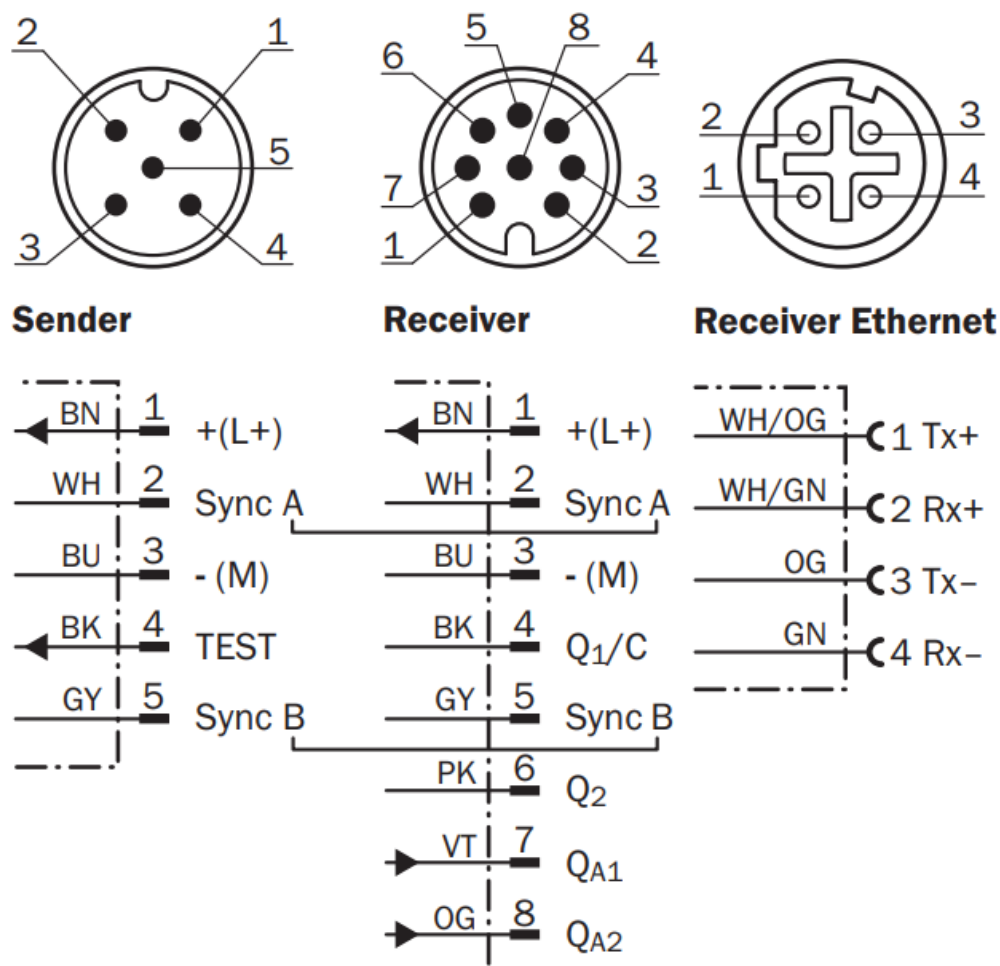 2 1
5
3 4
5 8
6 4
7 3
1 2
2 3
1 4
Sender
BN 1 +(L+)
WH 2 Sync A
BU 3 - (M)
BK 4 TEST
GY 5 Sync B
Receiver
BN 1 +(L+)
WH 2 Sync A
BU 3 - (M)
BK 4 Q1/C
GY 5 Sync B
PK 6 Q2
VT 7 QA1
OG 8 QA2
Receiver Ethernet
WH/OG 1 Tx+
WH/GN 2 Rx+
OG 3 Tx–
GN 4 Rx–